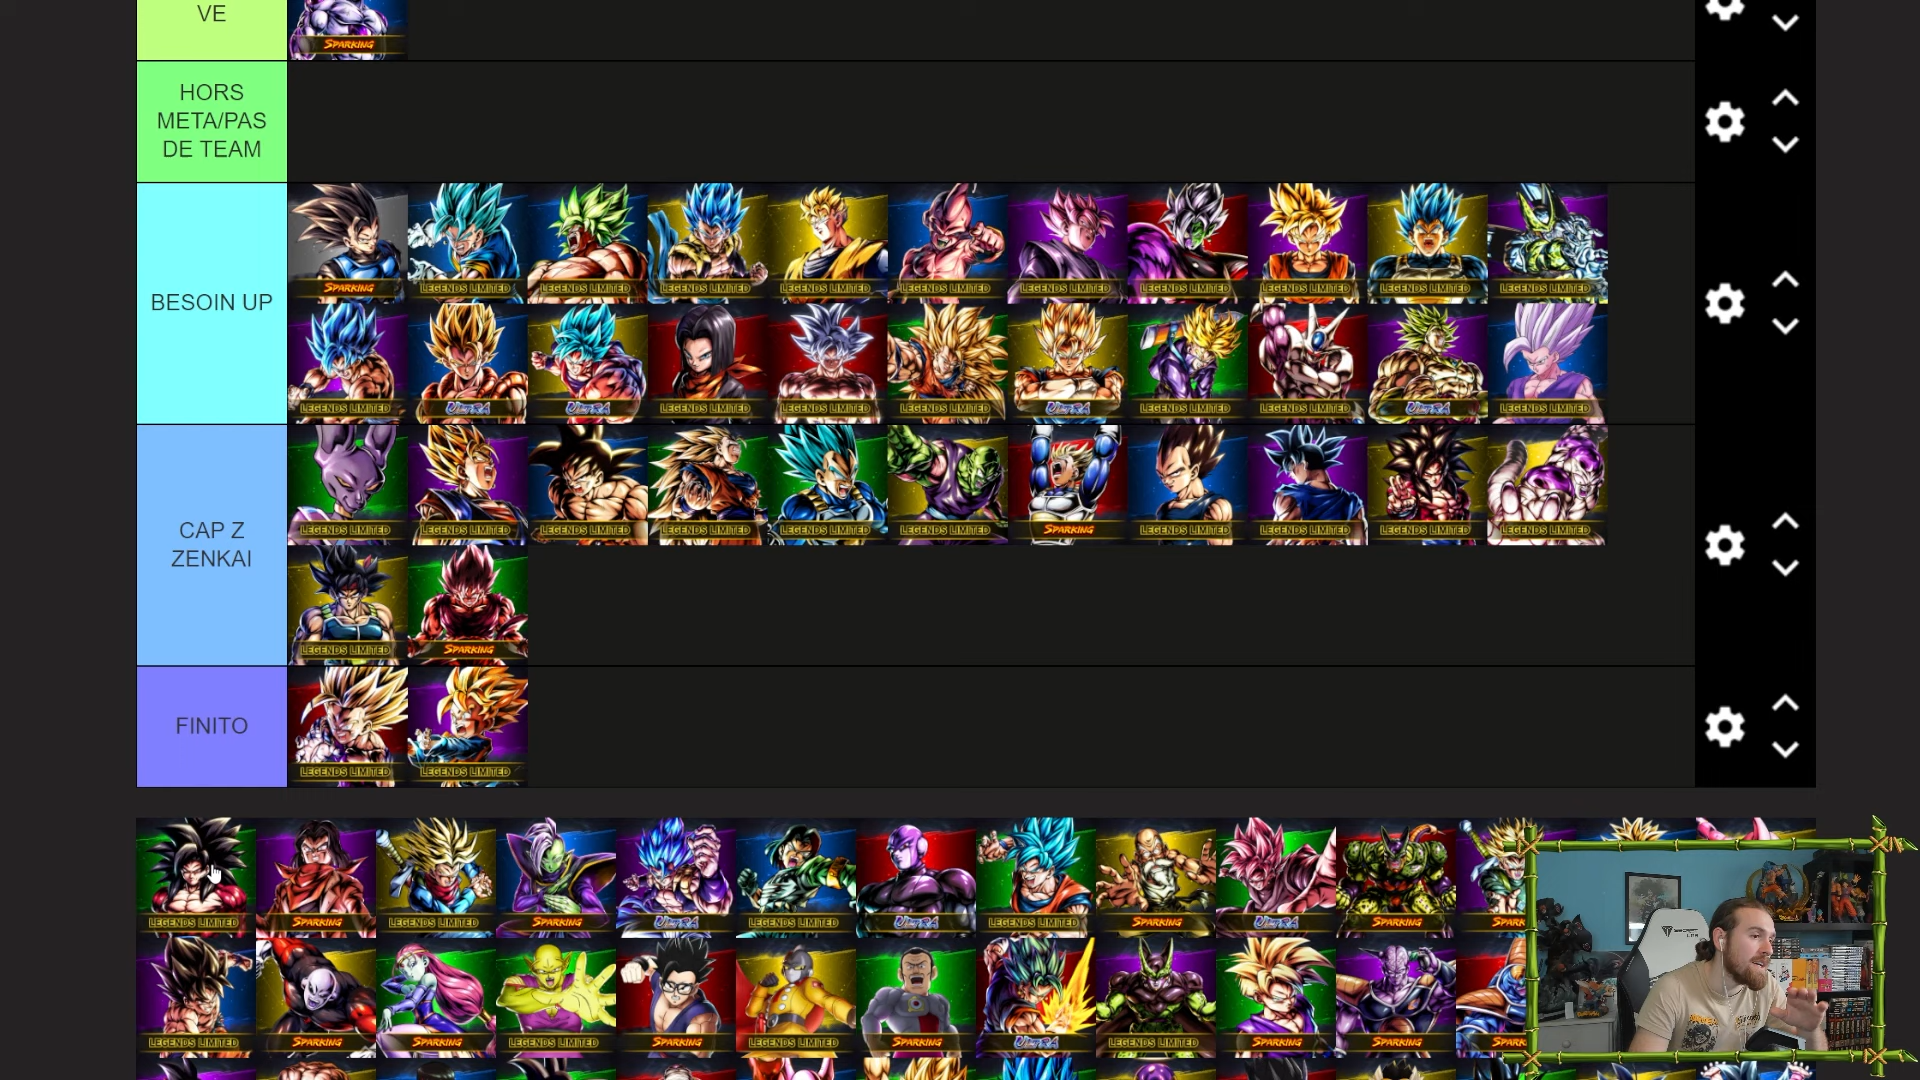 VE
SPARKING
HORS
META/PAS
DE TEAM
BESOIN UP
SPARKING LEGENDS LIMITED LEGENDS LIMITED LEGENDS LIMITED LEGENDS LIMITED LEGENDS LIMITED LEGENDS LIMITED LEGENDS LIMITED LEGENDS LIMITED LEGENDS LIMITED LEGENDS LIMITED
LEGENDS LIMITED ULTRA ULTRA LEGENDS LIMITED LEGENDS LIMITED LEGENDS LIMITED ULTRA LEGENDS LIMITED LEGENDS LIMITED ULTRA LEGENDS LIMITED
CAP Z
ZENKAI
LEGENDS LIMITED LEGENDS LIMITED LEGENDS LIMITED LEGENDS LIMITED LEGENDS LIMITED LEGENDS LIMITED SPARKING LEGENDS LIMITED LEGENDS LIMITED LEGENDS LIMITED LEGENDS LIMITED
LEGENDS LIMITED SPARKING
FINITO
LEGENDS LIMITED LEGENDS LIMITED
LEGENDS LIMITED SPARKING LEGENDS LIMITED SPARKING ULTRA LEGENDS LIMITED ULTRA LEGENDS LIMITED SPARKING ULTRA SPARKING SPARK
LEGENDS LIMITED SPARKING SPARKING LEGENDS LIMITED SPARKING LEGENDS LIMITED SPARKING ULTRA LEGENDS LIMITED SPARKING SPARKING SPARK